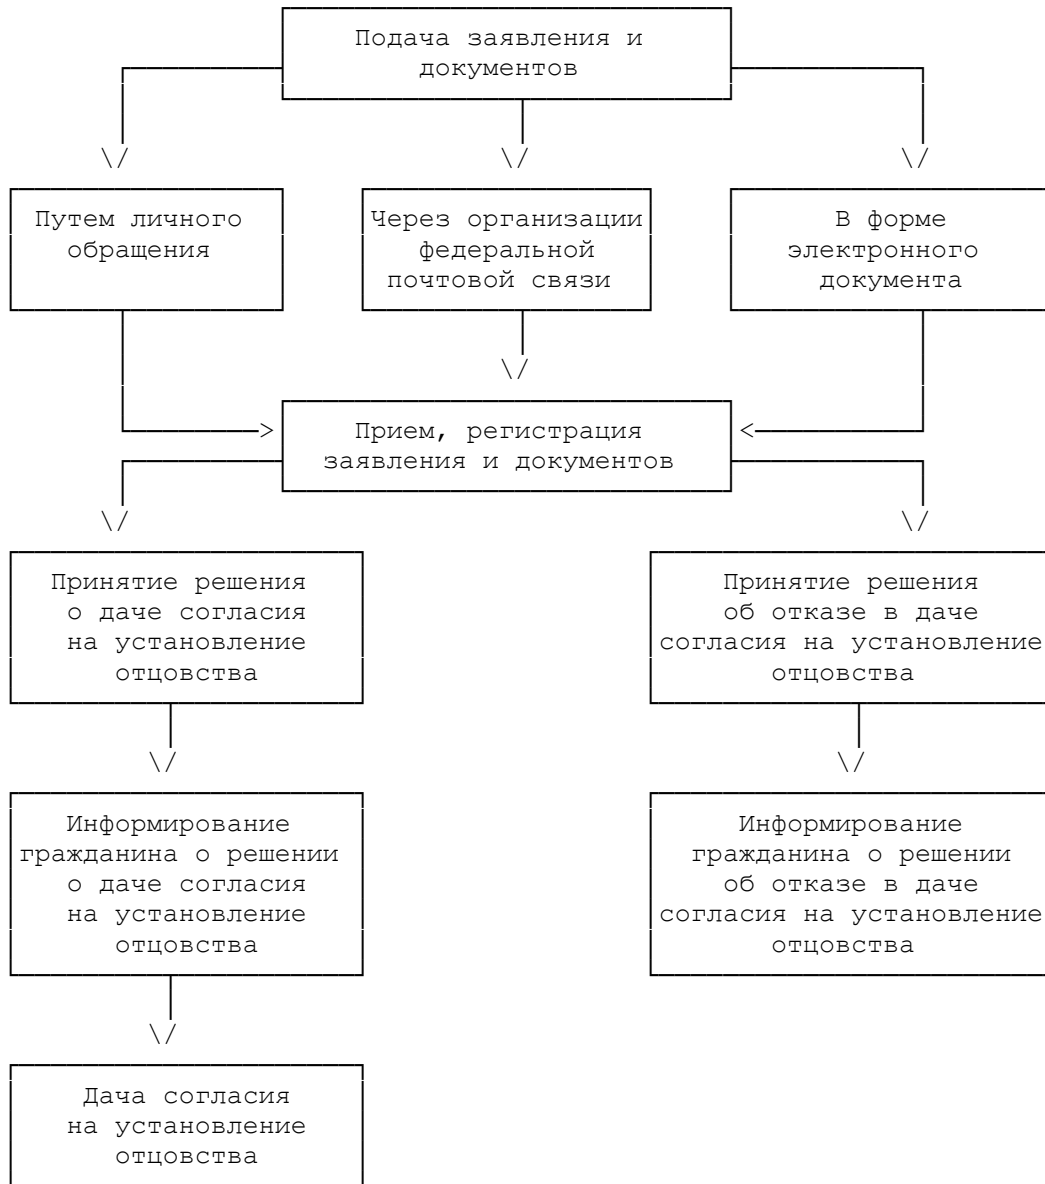 Подача заявления и
документов
Путем личного
обращения
Через организации
федеральной
почтовой связи
В форме
электронного
документа
Прием, регистрация
заявления и документов
Принятие решения
о даче согласия
на установление
отцовства
Принятие решения
об отказе в даче
согласия на установление
отцовства
Информирование
гражданина о решении
о даче согласия
на установление
отцовства
Информирование
гражданина о решении
об отказе в даче
согласия на установление
отцовства
Дача согласия
на установление
отцовства